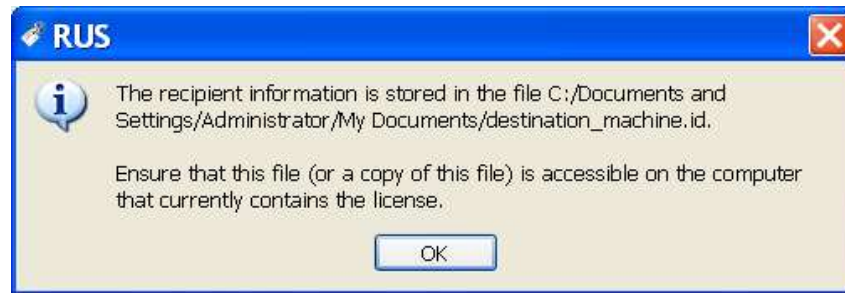 RUS
The recipient information is stored in the file C:/Documents and
Settings/Administrator/My Documents/destination_machine.id.
Ensure that this file (or a copy of this file) is accessible on the computer
that currently contains the license.
OK